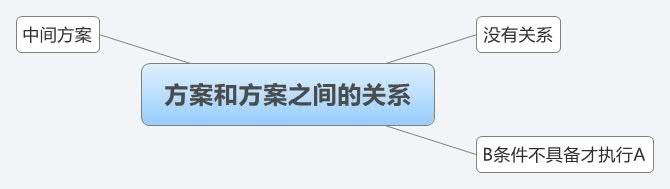 中间方案
没有关系
方案和方案之间的关系
B条件不具备才执行A